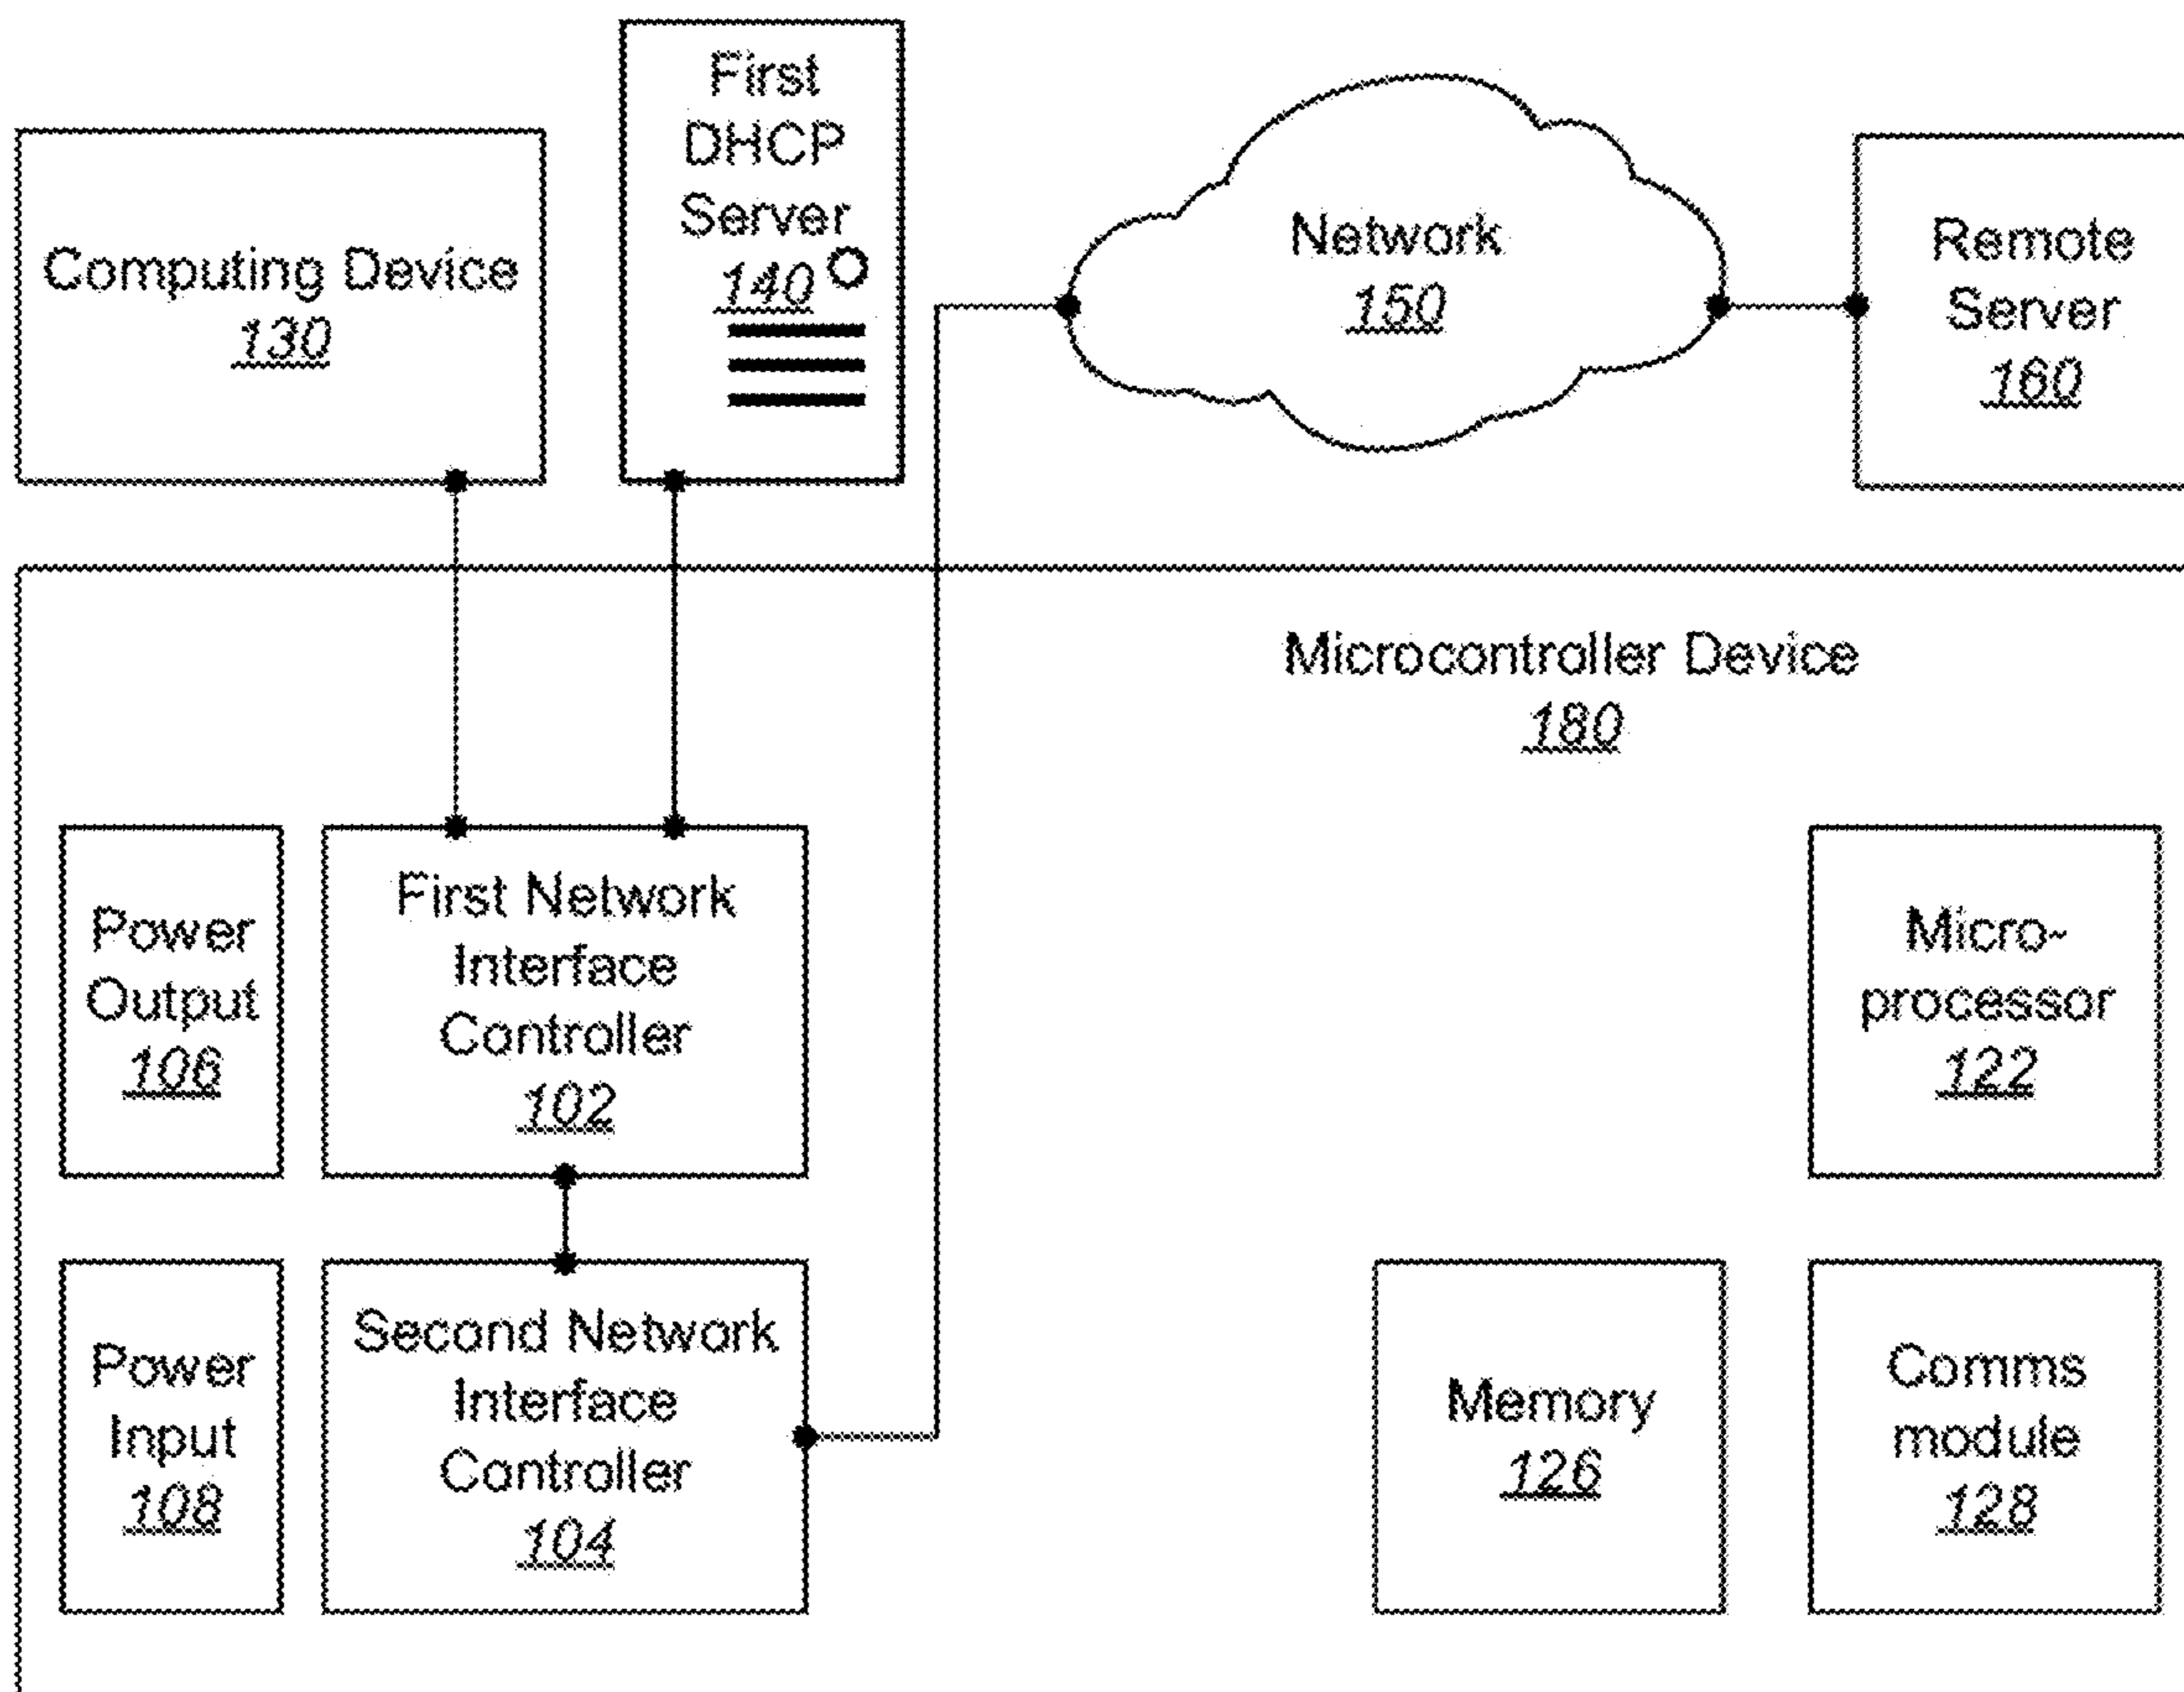 First
DHCP
Server
140
Computing Device
130
Network
150
Remote
Server
160
Microcontroller Device
180
Power
Output
106
First Network
Interface
Controller
102
Micro-
processor
122
Power
Input
108
Second Network
Interface
Controller
104
Memory
126
Comms
module
128